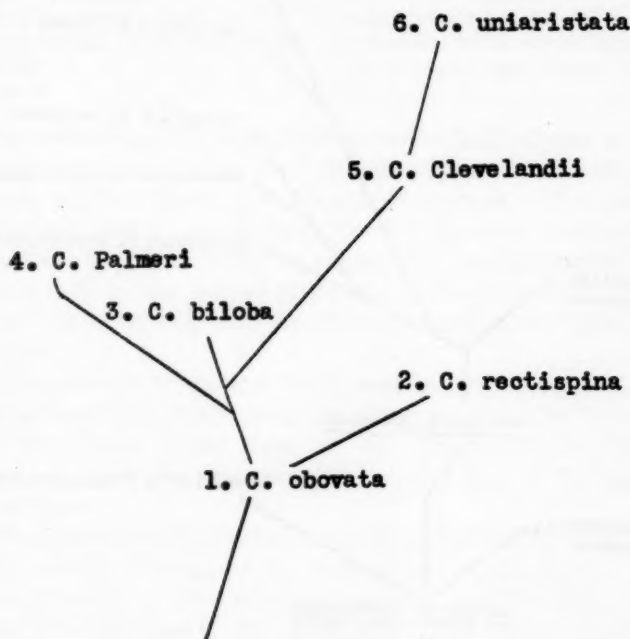 6. C. uniaristata
5. C. Clevelandii
4. C. Palmeri
3. C. biloba
2. C. rectispina
1. C. obovata